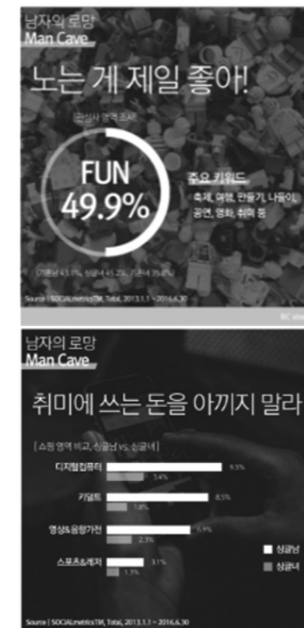 남자의 로망
Man Cave
노는 게 제일 좋아!
[관심사 영역 조사]
FUN
49.9%
주요 키워드
축제, 여행, 만들기, 나들이,
공연, 영화, 취미 등
Source | SOCIALmetricsTM, Total, 2013.1.1 ~ 2016.6.30
남자의 로망
Man Cave
취미에 쓰는 돈을 아끼지 말라
[쇼핑 영역 비교, 싱글남 vs. 싱글녀]
디지털컴퓨터 9.3%
3.4%
키덜트 8.5%
1.8%
영상&음향가전 6.9%
2.3%
스포츠&레저 3.1%
1.3%
싱글남
싱글녀
Source | SOCIALmetricsTM, Total, 2013.1.1 ~ 2016.6.30